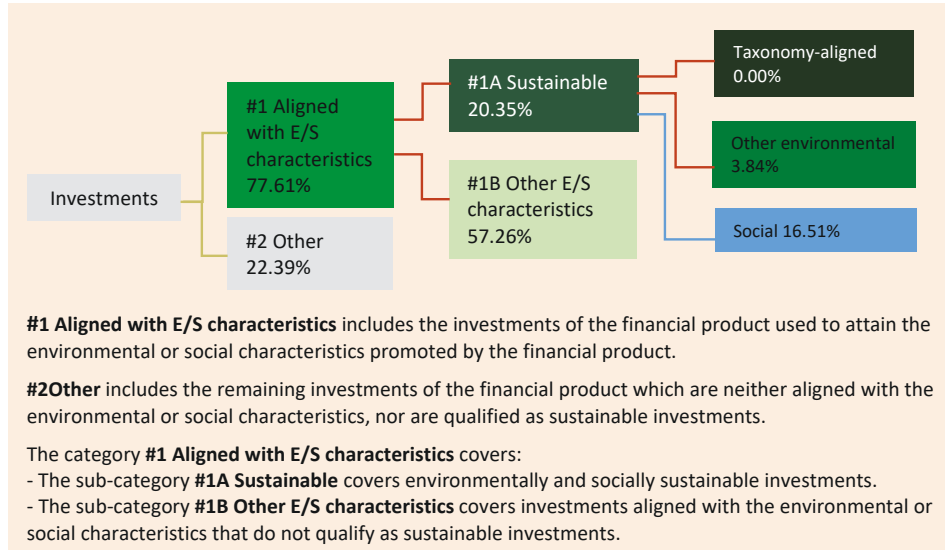 Investments
#1 Aligned
with E/S
characteristics
77.61%
#2 Other
22.39%
#1A Sustainable
20.35%
#1B Other E/S
characteristics
57.26%
Taxonomy-aligned
0.00%
Other environmental
3.84%
Social 16.51%
#1 Aligned with E/S characteristics includes the investments of the financial product used to attain the
environmental or social characteristics promoted by the financial product.
#2Other includes the remaining investments of the financial product which are neither aligned with the
environmental or social characteristics, nor are qualified as sustainable investments.
The category #1 Aligned with E/S characteristics covers:
- The sub-category #1A Sustainable covers environmentally and socially sustainable investments.
- The sub-category #1B Other E/S characteristics covers investments aligned with the environmental or
social characteristics that do not qualify as sustainable investments.